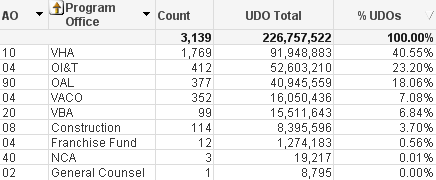 AO Program Office Count UDO Total % UDOs
3,139 226,757,522 100.00%
10 VHA 1,769 91,948,883 40.55%
04 OI&T 412 52,603,210 23.20%
90 OAL 377 40,945,559 18.06%
04 VACO 352 16,050,436 7.08%
20 VBA 99 15,511,643 6.84%
08 Construction 114 8,395,596 3.70%
04 Franchise Fund 12 1,274,183 0.56%
40 NCA 3 19,217 0.01%
02 General Counsel 1 8,795 0.00%